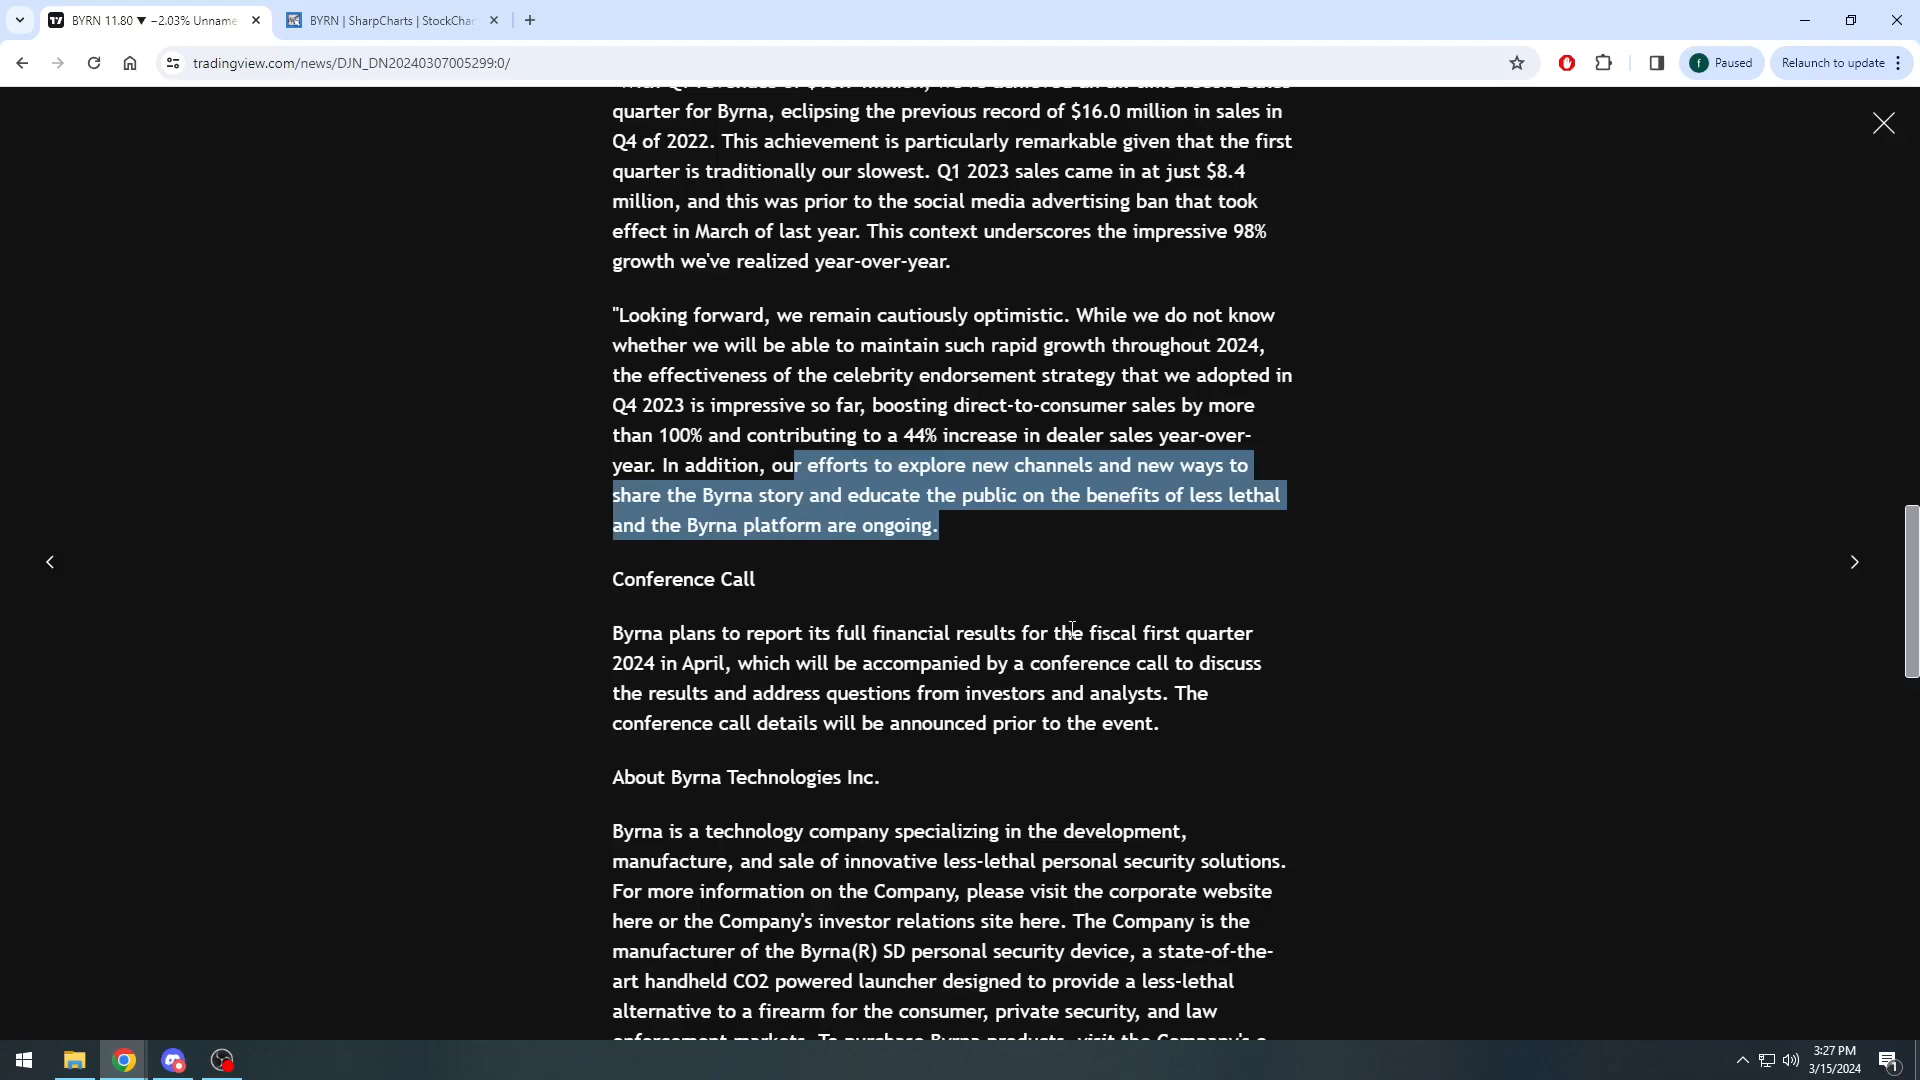 BYRN 11.80 ▼ −2.03% Unname
BYRN | SharpCharts | StockChar
tradingview.com/news/DJN_DN20240307005299:0/
f
Paused
Relaunch to update
quarter for Byrna, eclipsing the previous record of $16.0 million in sales in
Q4 of 2022. This achievement is particularly remarkable given that the first
quarter is traditionally our slowest. Q1 2023 sales came in at just $8.4
million, and this was prior to the social media advertising ban that took
effect in March of last year. This context underscores the impressive 98%
growth we've realized year-over-year.
"Looking forward, we remain cautiously optimistic. While we do not know
whether we will be able to maintain such rapid growth throughout 2024,
the effectiveness of the celebrity endorsement strategy that we adopted in
Q4 2023 is impressive so far, boosting direct-to-consumer sales by more
than 100% and contributing to a 44% increase in dealer sales year-over-
year. In addition, our efforts to explore new channels and new ways to
share the Byrna story and educate the public on the benefits of less lethal
and the Byrna platform are ongoing.
Conference Call
Byrna plans to report its full financial results for the fiscal first quarter
2024 in April, which will be accompanied by a conference call to discuss
the results and address questions from investors and analysts. The
conference call details will be announced prior to the event.
About Byrna Technologies Inc.
Byrna is a technology company specializing in the development,
manufacture, and sale of innovative less-lethal personal security solutions.
For more information on the Company, please visit the corporate website
here or the Company's investor relations site here. The Company is the
manufacturer of the Byrna(R) SD personal security device, a state-of-the-
art handheld CO2 powered launcher designed to provide a less-lethal
alternative to a firearm for the consumer, private security, and law
enforcement markets. To purchase Byrna products, visit the Company's e-
3:27 PM
3/15/2024
1